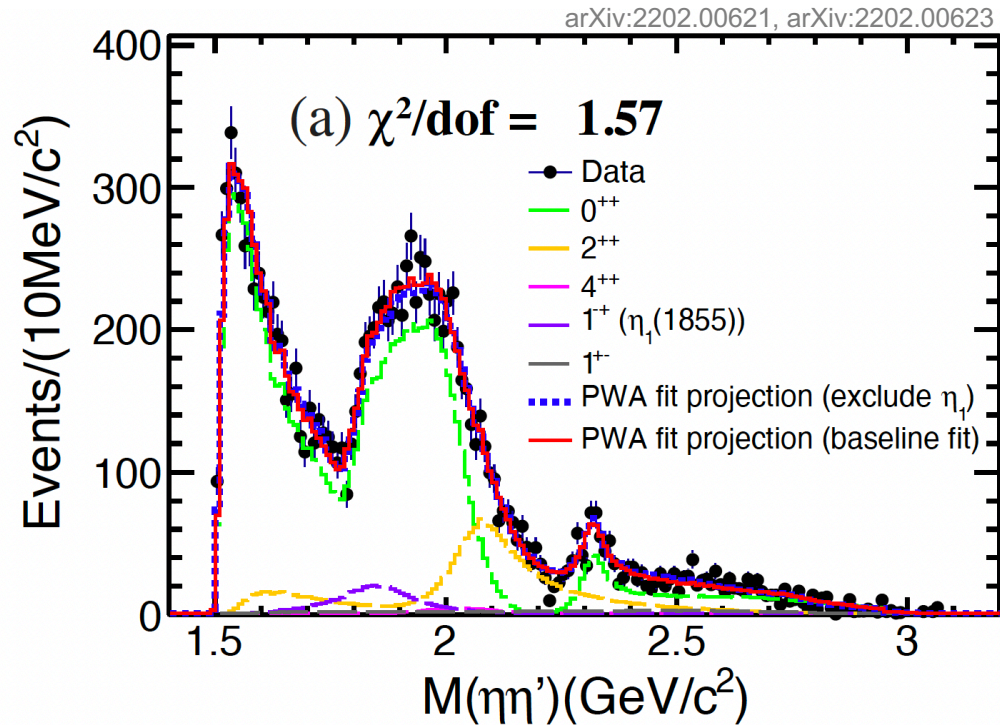 arXiv:2202.00621, arXiv:2202.00623
400
300
200
100
0
Events/(10MeV/c²)
(a) χ²/dof = 1.57
Data
0⁺⁺
2⁺⁺
4⁺⁺
1⁻⁺ (η₁(1855))
1⁺⁻
PWA fit projection (exclude η₁)
PWA fit projection (baseline fit)
1.5 2 2.5 3
M(ηη')(GeV/c²)